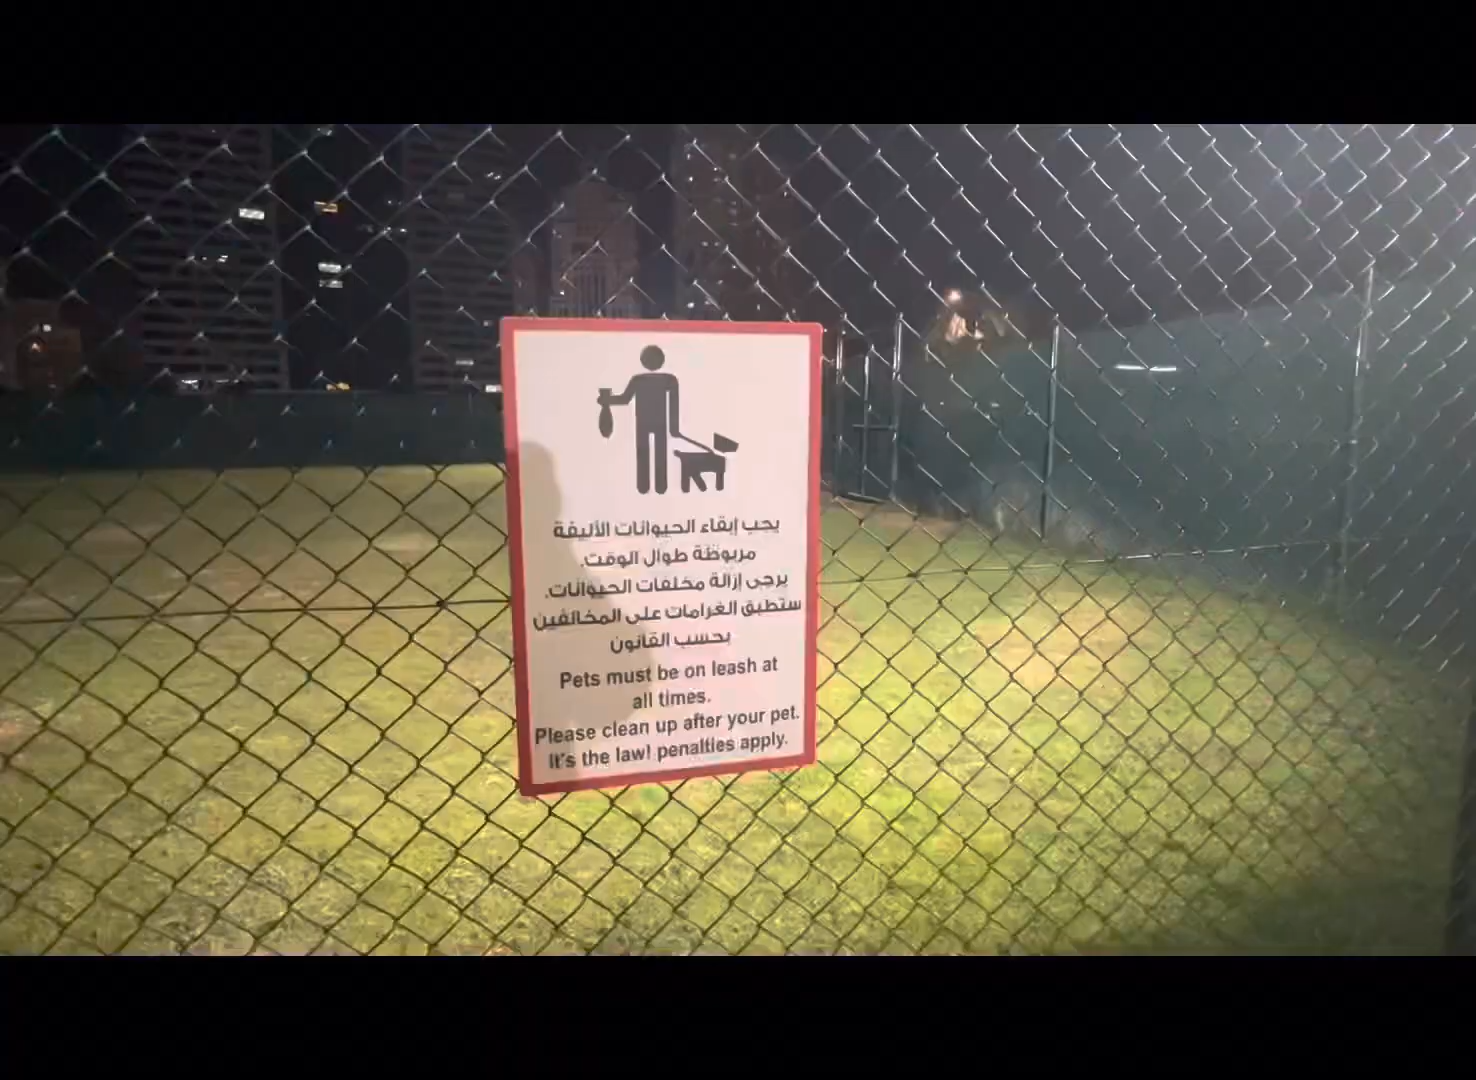 يجب إبقاء الحيوانات الأليفة
مربوطة طوال الوقت.
يرجى إزالة مخلفات الحيوانات.
ستطبق الغرامات على المخالفين
بحسب القانون
Pets must be on leash at
all times.
Please clean up after your pet.
It's the law! penalties apply.